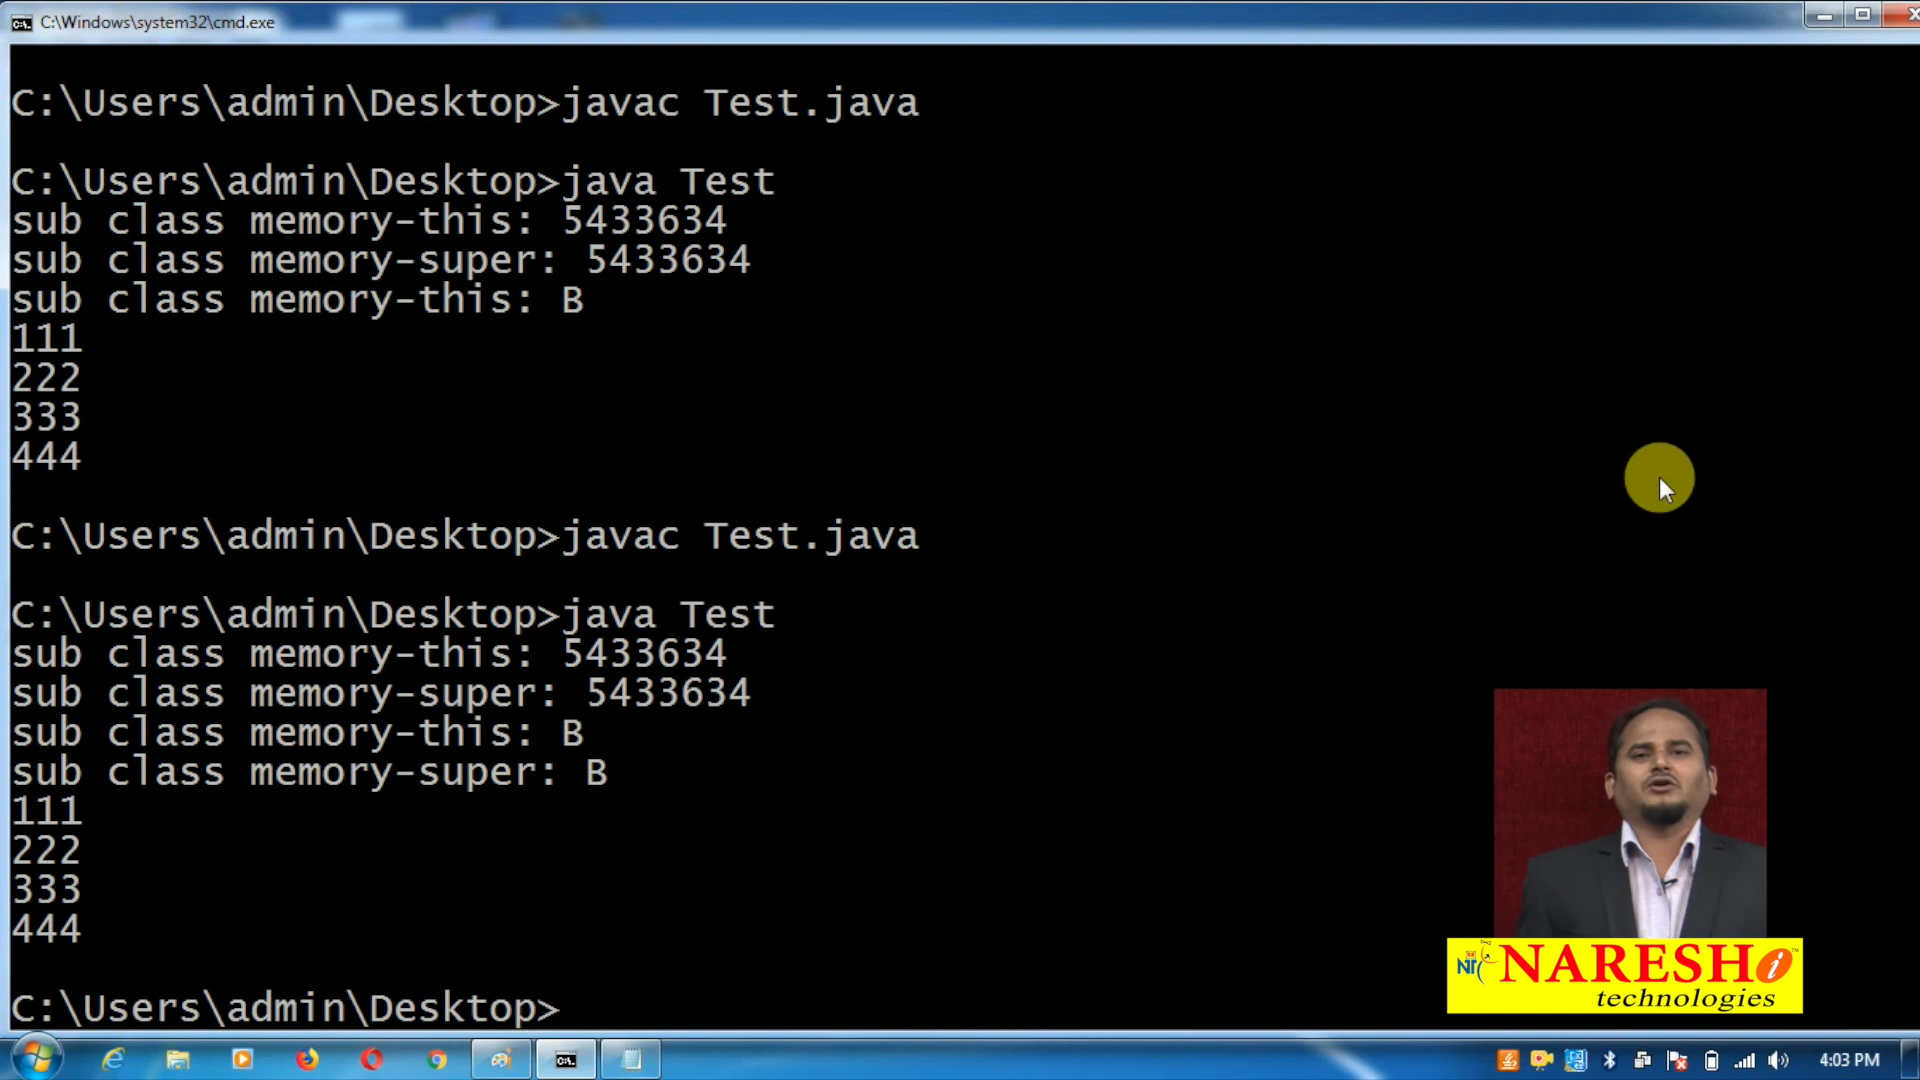 C:\Windows\system32\cmd.exe
C:\Users\admin\Desktop>javac Test.java
C:\Users\admin\Desktop>java Test
sub class memory-this: 5433634
sub class memory-super: 5433634
sub class memory-this: B
111
222
333
444
C:\Users\admin\Desktop>javac Test.java
C:\Users\admin\Desktop>java Test
sub class memory-this: 5433634
sub class memory-super: 5433634
sub class memory-this: B
sub class memory-super: B
111
222
333
444
C:\Users\admin\Desktop>
NARESH i
technologies
4:03 PM